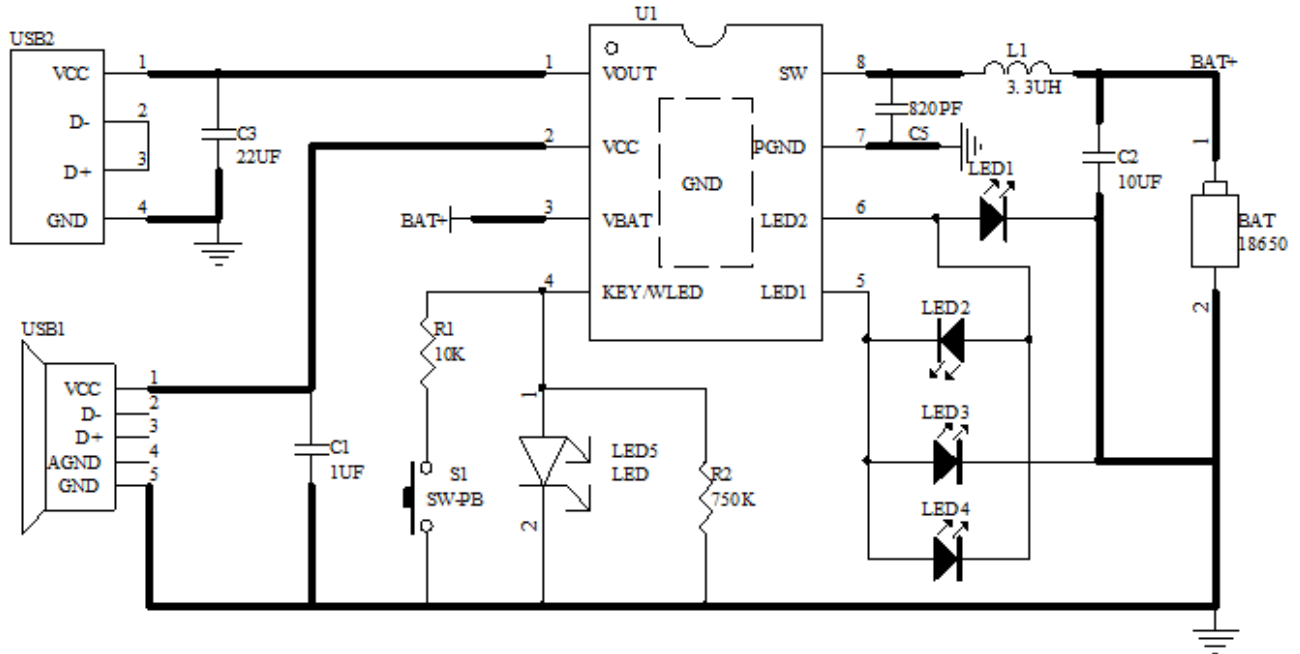 U1
USB2
VCC
D-
D+
GND
1
2
3
4
C3
22UF
1
2
3
4
VOUT
VCC
VBAT
KEY/WLED
GND
SW
PGND
LED2
LED1
8
7
6
5
L1
3.3UH
BAT+
820PF
C5
LED1
C2
10UF
1
BAT
18650
2
BAT+
R1
10K
LED2
LED3
LED4
USB1
VCC
D-
D+
AGND
GND
1
2
3
4
5
C1
1UF
S1
SW-PB
1
LED5
LED
2
R2
750K